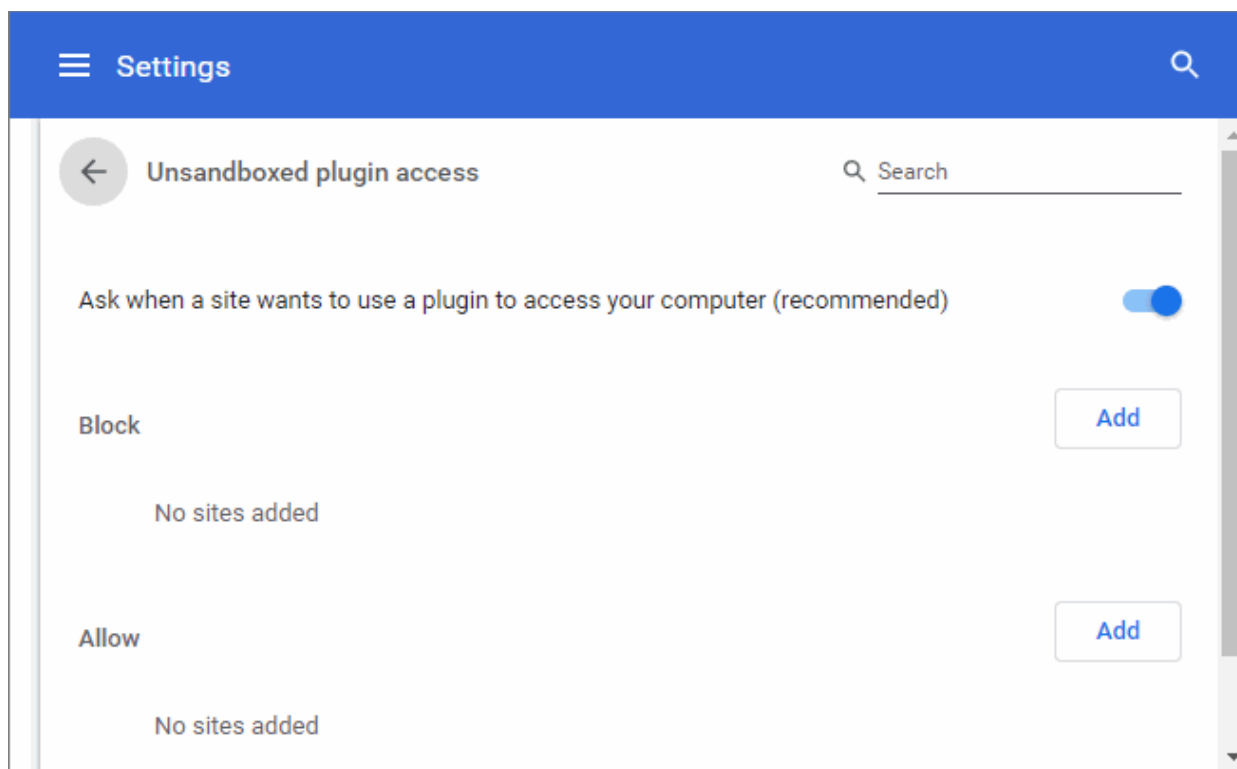 Settings
Unsandboxed plugin access
Search
Ask when a site wants to use a plugin to access your computer (recommended)
Block
Add
No sites added
Allow
Add
No sites added